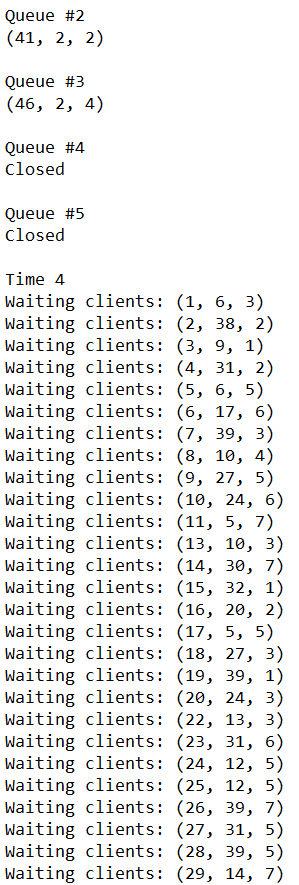 Queue #2
(41, 2, 2)
Queue #3
(46, 2, 4)
Queue #4
Closed
Queue #5
Closed
Time 4
Waiting clients: (1, 6, 3)
Waiting clients: (2, 38, 2)
Waiting clients: (3, 9, 1)
Waiting clients: (4, 31, 2)
Waiting clients: (5, 6, 5)
Waiting clients: (6, 17, 6)
Waiting clients: (7, 39, 3)
Waiting clients: (8, 10, 4)
Waiting clients: (9, 27, 5)
Waiting clients: (10, 24, 6)
Waiting clients: (11, 5, 7)
Waiting clients: (13, 10, 3)
Waiting clients: (14, 30, 7)
Waiting clients: (15, 32, 1)
Waiting clients: (16, 20, 2)
Waiting clients: (17, 5, 5)
Waiting clients: (18, 27, 3)
Waiting clients: (19, 39, 1)
Waiting clients: (20, 24, 3)
Waiting clients: (22, 13, 3)
Waiting clients: (23, 31, 6)
Waiting clients: (24, 12, 5)
Waiting clients: (25, 12, 5)
Waiting clients: (26, 39, 7)
Waiting clients: (27, 31, 5)
Waiting clients: (28, 39, 5)
Waiting clients: (29, 14, 7)